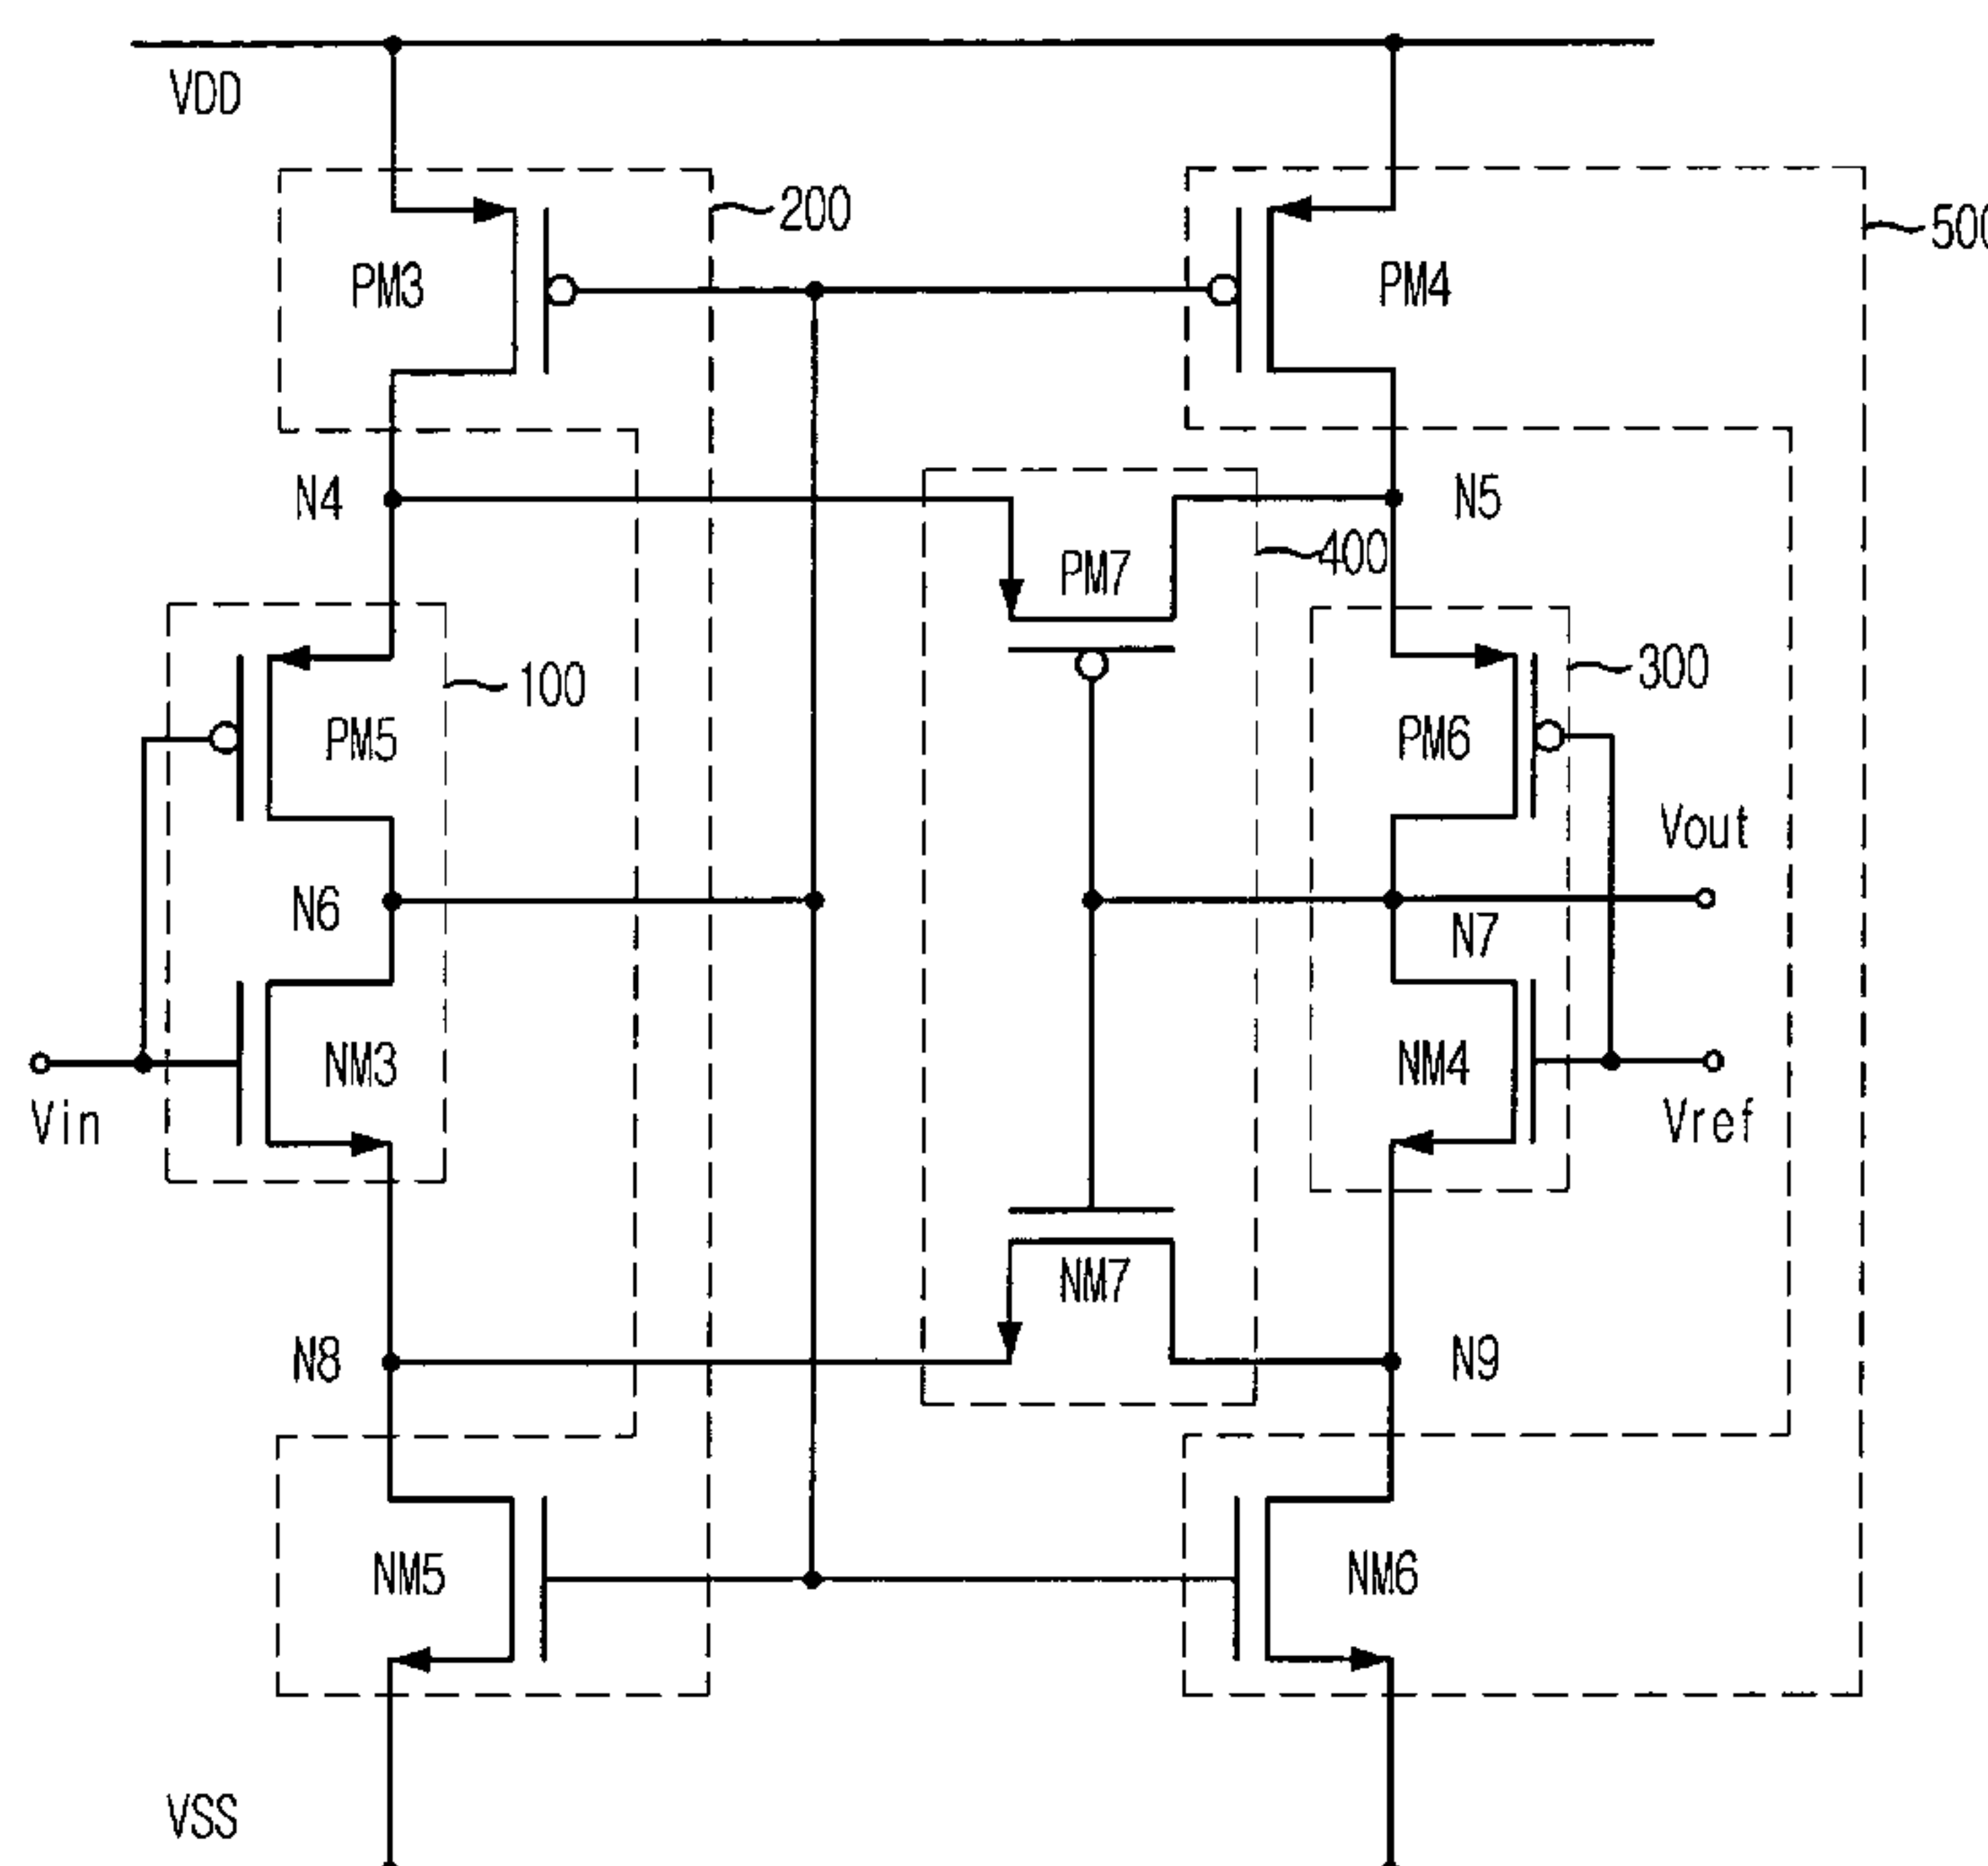 VDD
200
500
PM3
PM4
N4
N5
PM7
400
100
300
PM5
PM6
Vout
N6
N7
NM3
NM4
Vin
Vref
NM7
N8
N9
NM5
NM6
VSS